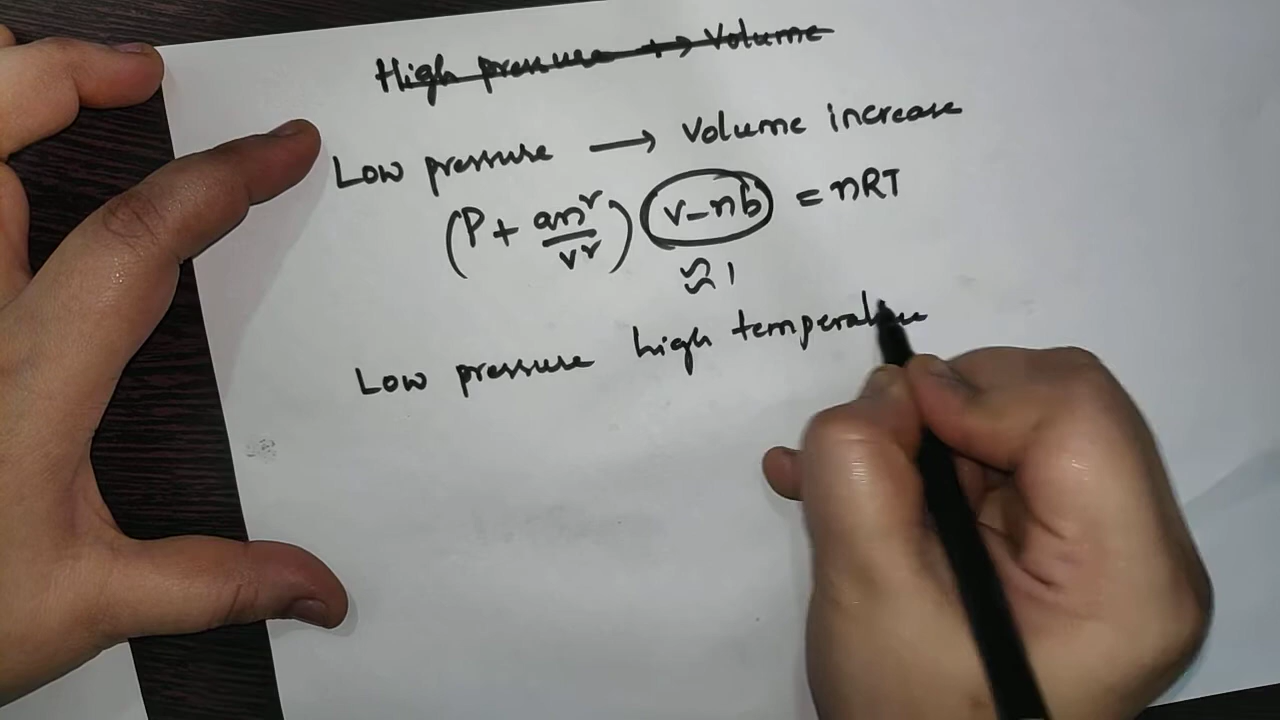 High pressure → Volume
Low pressure → Volume increase
(P + an²/v²) (v-nb) = nRT
≈ 1
Low pressure high temperature